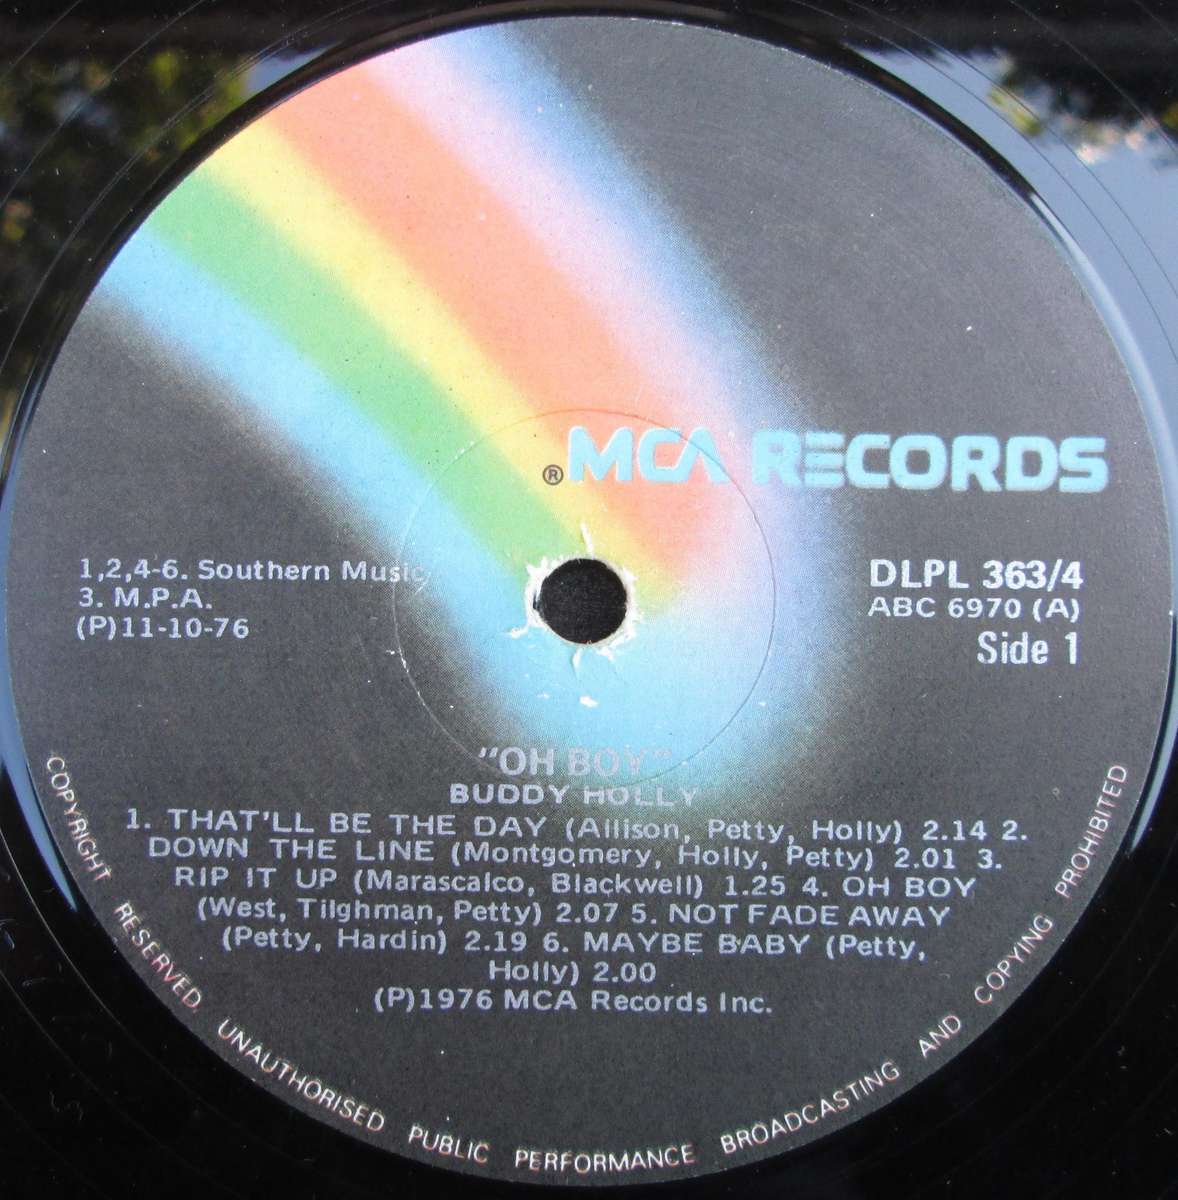 ® MCA RECORDS
1,2,4-6. Southern Music
3. M.P.A.
(P)11-10-76
DLPL 363/4
ABC 6970 (A)
Side 1
"OH BOY"
BUDDY HOLLY
1. THAT'LL BE THE DAY (Allison, Petty, Holly) 2.14 2.
DOWN THE LINE (Montgomery, Holly, Petty) 2.01 3.
RIP IT UP (Marascalco, Blackwell) 1.25 4. OH BOY
(West, Tilghman, Petty) 2.07 5. NOT FADE AWAY
(Petty, Hardin) 2.19 6. MAYBE BABY (Petty,
Holly) 2.00
(P)1976 MCA Records Inc.
COPYRIGHT RESERVED. UNAUTHORISED PUBLIC PERFORMANCE BROADCASTING AND COPYING PROHIBITED